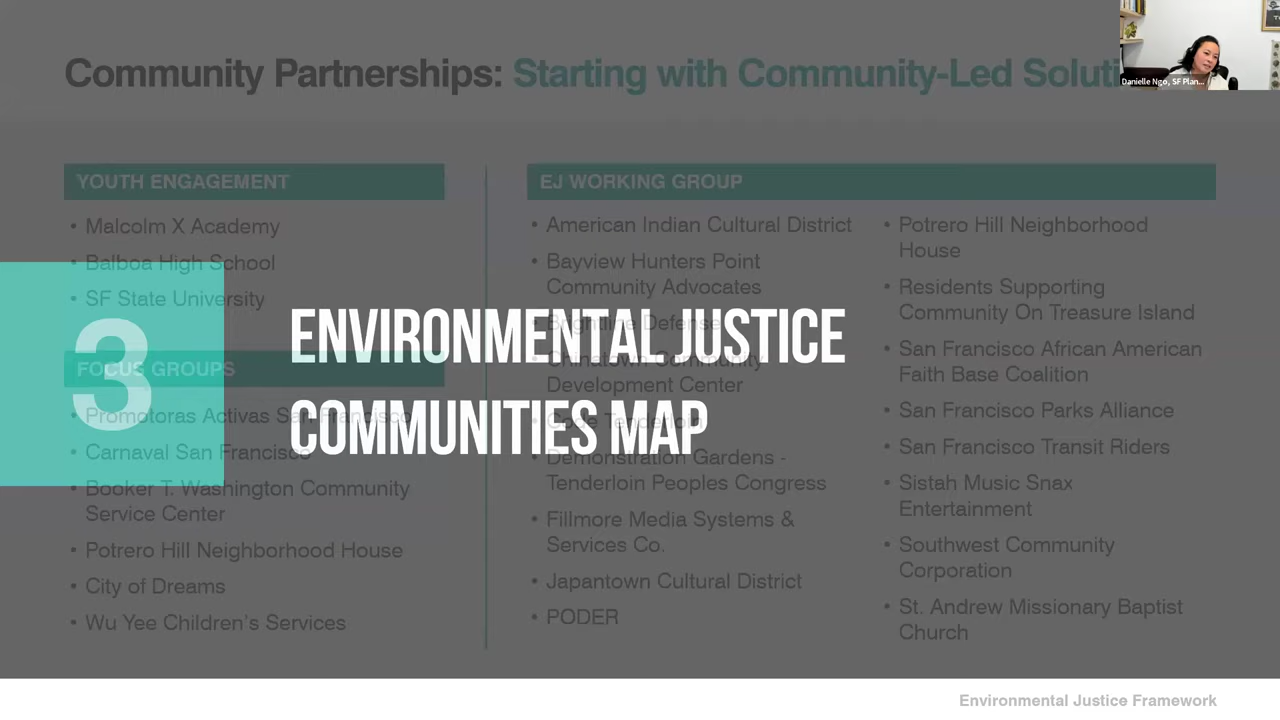 Community Partnerships: Starting with Community-Led Soluti
Danielle Ngo, SF Plan...
YOUTH ENGAGEMENT
• Malcolm X Academy
• Balboa High School
• SF State University
3
FOCUS GROUPS
• Promotoras Activas San Francisco
• Carnaval San Francisco
• Booker T. Washington Community
Service Center
• Potrero Hill Neighborhood House
• City of Dreams
• Wu Yee Children's Services
ENVIRONMENTAL JUSTICE
COMMUNITIES MAP
EJ WORKING GROUP
• American Indian Cultural District
• Bayview Hunters Point
Community Advocates
• Brightline Defense
• Chinatown Community
Development Center
• Code Tenderloin
• Demonstration Gardens -
Tenderloin Peoples Congress
• Fillmore Media Systems &
Services Co.
• Japantown Cultural District
• PODER
• Potrero Hill Neighborhood
House
• Residents Supporting
Community On Treasure Island
• San Francisco African American
Faith Base Coalition
• San Francisco Parks Alliance
• San Francisco Transit Riders
• Sistah Music Snax
Entertainment
• Southwest Community
Corporation
• St. Andrew Missionary Baptist
Church
Environmental Justice Framework